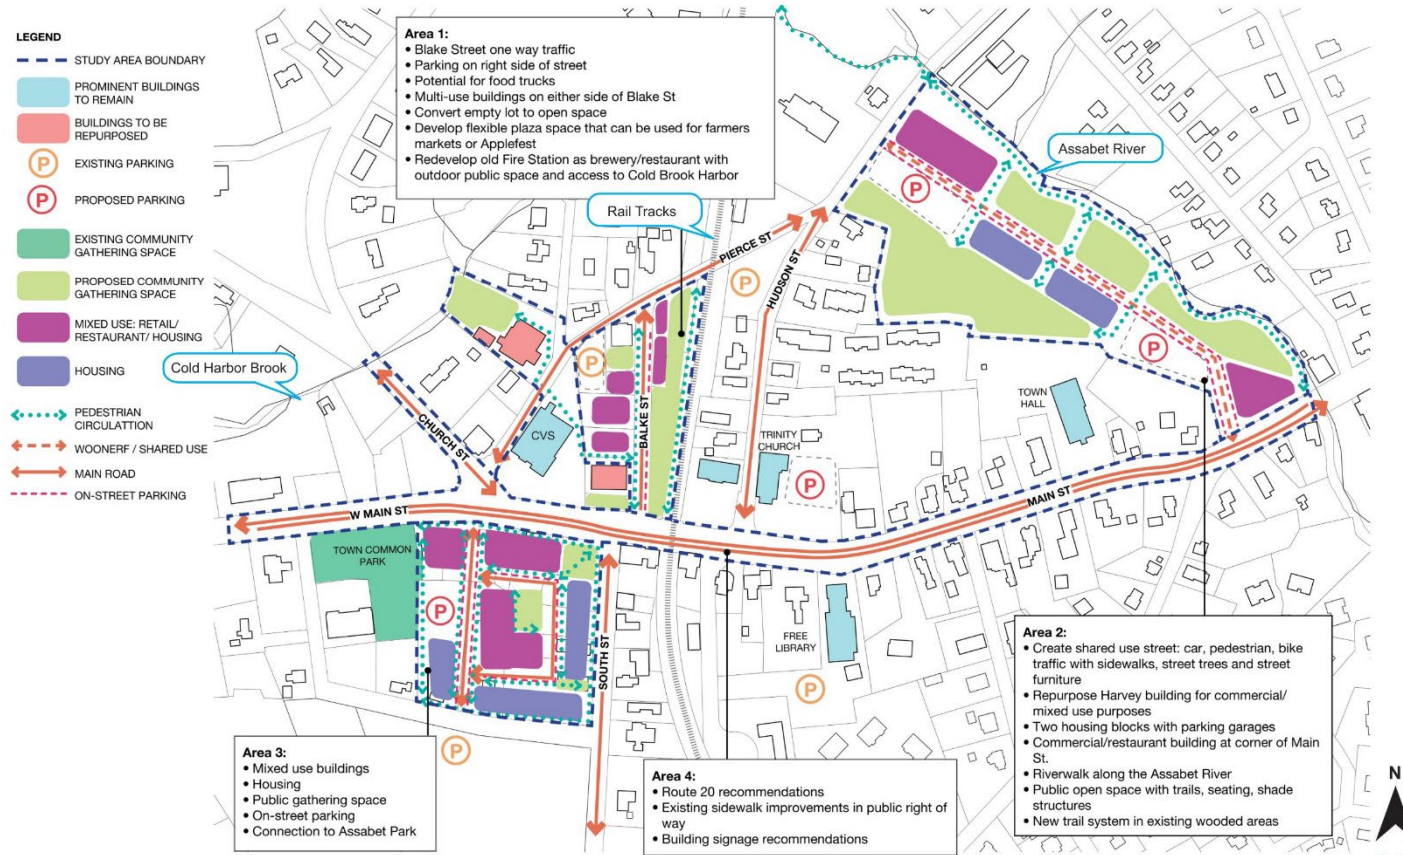 LEGEND
STUDY AREA BOUNDARY
PROMINENT BUILDINGS
TO REMAIN
BUILDINGS TO BE
REPURPOSED
P
EXISTING PARKING
P
PROPOSED PARKING
EXISTING COMMUNITY
GATHERING SPACE
PROPOSED COMMUNITY
GATHERING SPACE
MIXED USE: RETAIL/
RESTAURANT/ HOUSING
HOUSING
PEDESTRIAN
CIRCULATTION
WOONERF / SHARED USE
MAIN ROAD
ON-STREET PARKING
Area 1:
• Blake Street one way traffic
• Parking on right side of street
• Potential for food trucks
• Multi-use buildings on either side of Blake St
• Convert empty lot to open space
• Develop flexible plaza space that can be used for farmers
markets or Applefest
• Redevelop old Fire Station as brewery/restaurant with
outdoor public space and access to Cold Brook Harbor
Assabet River
Rail Tracks
P
PIERCE ST
HUDSON ST
P
P
P
Cold Harbor Brook
CHURCH ST
CVS
BALKE ST
TOWN
HALL
TRINITY
CHURCH
P
W MAIN ST
MAIN ST
TOWN COMMON
PARK
P
SOUTH ST
FREE
LIBRARY
P
P
Area 2:
• Create shared use street: car, pedestrian, bike
traffic with sidewalks, street trees and street
furniture
• Repurpose Harvey building for commercial/
mixed use purposes
• Two housing blocks with parking garages
• Commercial/restaurant building at corner of Main
St.
• Riverwalk along the Assabet River
• Public open space with trails, seating, shade
structures
• New trail system in existing wooded areas
Area 3:
• Mixed use buildings
• Housing
• Public gathering space
• On-street parking
• Connection to Assabet Park
Area 4:
• Route 20 recommendations
• Existing sidewalk improvements in public right of
way
• Building signage recommendations
N